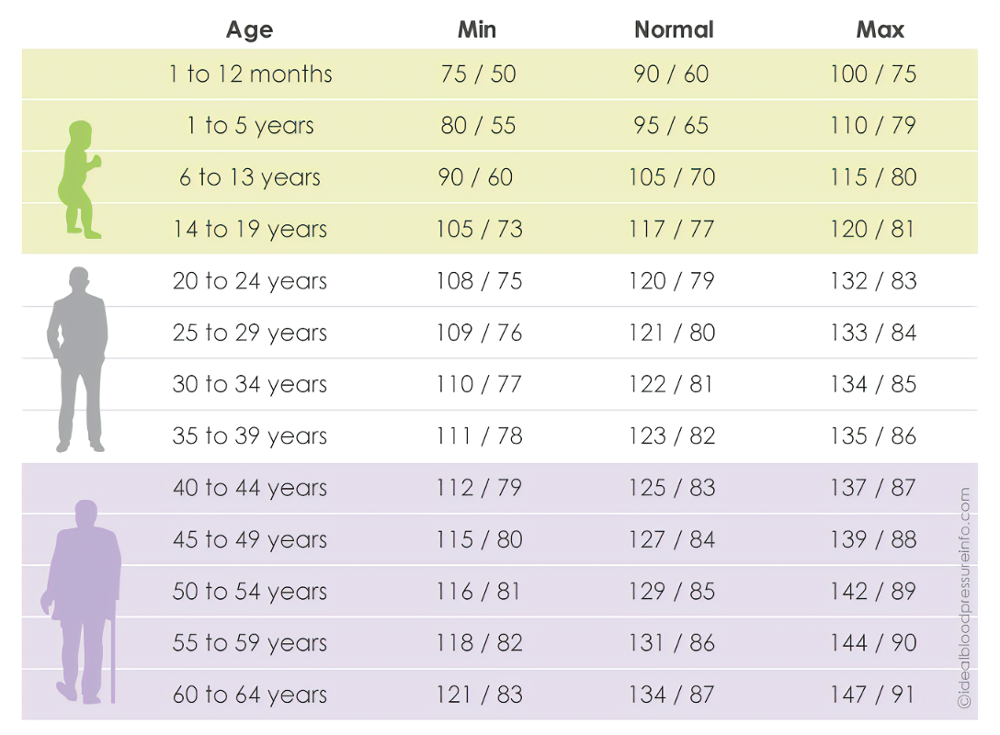 Age Min Normal Max
1 to 12 months 75 / 50 90 / 60 100 / 75
1 to 5 years 80 / 55 95 / 65 110 / 79
6 to 13 years 90 / 60 105 / 70 115 / 80
14 to 19 years 105 / 73 117 / 77 120 / 81
20 to 24 years 108 / 75 120 / 79 132 / 83
25 to 29 years 109 / 76 121 / 80 133 / 84
30 to 34 years 110 / 77 122 / 81 134 / 85
35 to 39 years 111 / 78 123 / 82 135 / 86
40 to 44 years 112 / 79 125 / 83 137 / 87
45 to 49 years 115 / 80 127 / 84 139 / 88
50 to 54 years 116 / 81 129 / 85 142 / 89
55 to 59 years 118 / 82 131 / 86 144 / 90
60 to 64 years 121 / 83 134 / 87 147 / 91
©idealbloodpressureinfo.com